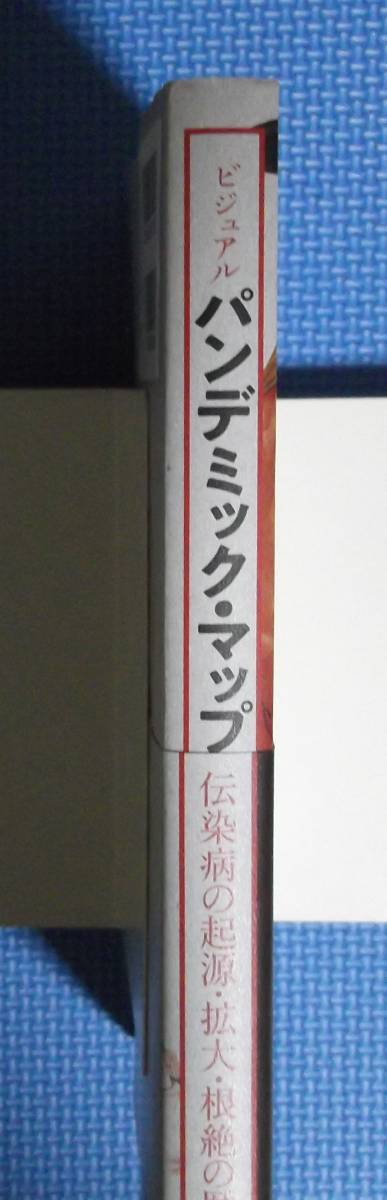 ビジュアル
パンデミック・マップ
伝染病の起源・拡大・根絶の